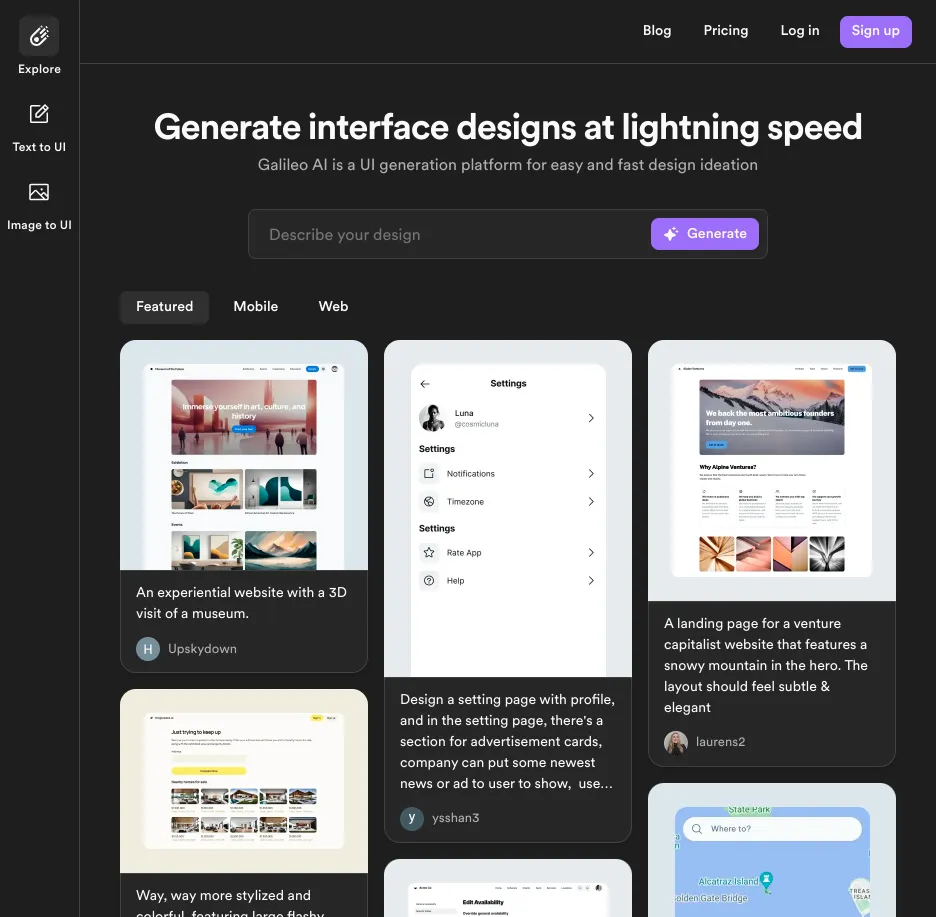 Blog
Pricing
Log in
Sign up
Explore
Text to UI
Image to UI
Generate interface designs at lightning speed
Galileo AI is a UI generation platform for easy and fast design ideation
Describe your design
Generate
Featured
Mobile
Web
Immerse yourself in art, culture, and
history
Exhibition
Events
An experiential website with a 3D
visit of a museum.
H
Upskydown
Settings
Luna
@cosmicluna
Settings
Notifications
Timezone
Settings
Rate App
Help
Design a setting page with profile,
and in the setting page, there's a
section for advertisement cards,
company can put some newest
news or ad to user to show, use...
y
ysshan3
We back the most ambitious founders
from day one.
Why Alpine Ventures?
A landing page for a venture
capitalist website that features a
snowy mountain in the hero. The
layout should feel subtle &
elegant
laurens2
Just trying to keep up
Nearby homes for sale
Way, way more stylized and
colorful, featuring large flashy
Edit Availability
Override general availability
State Park
Where to?
Alcatraz Island
Golden Gate Bridge